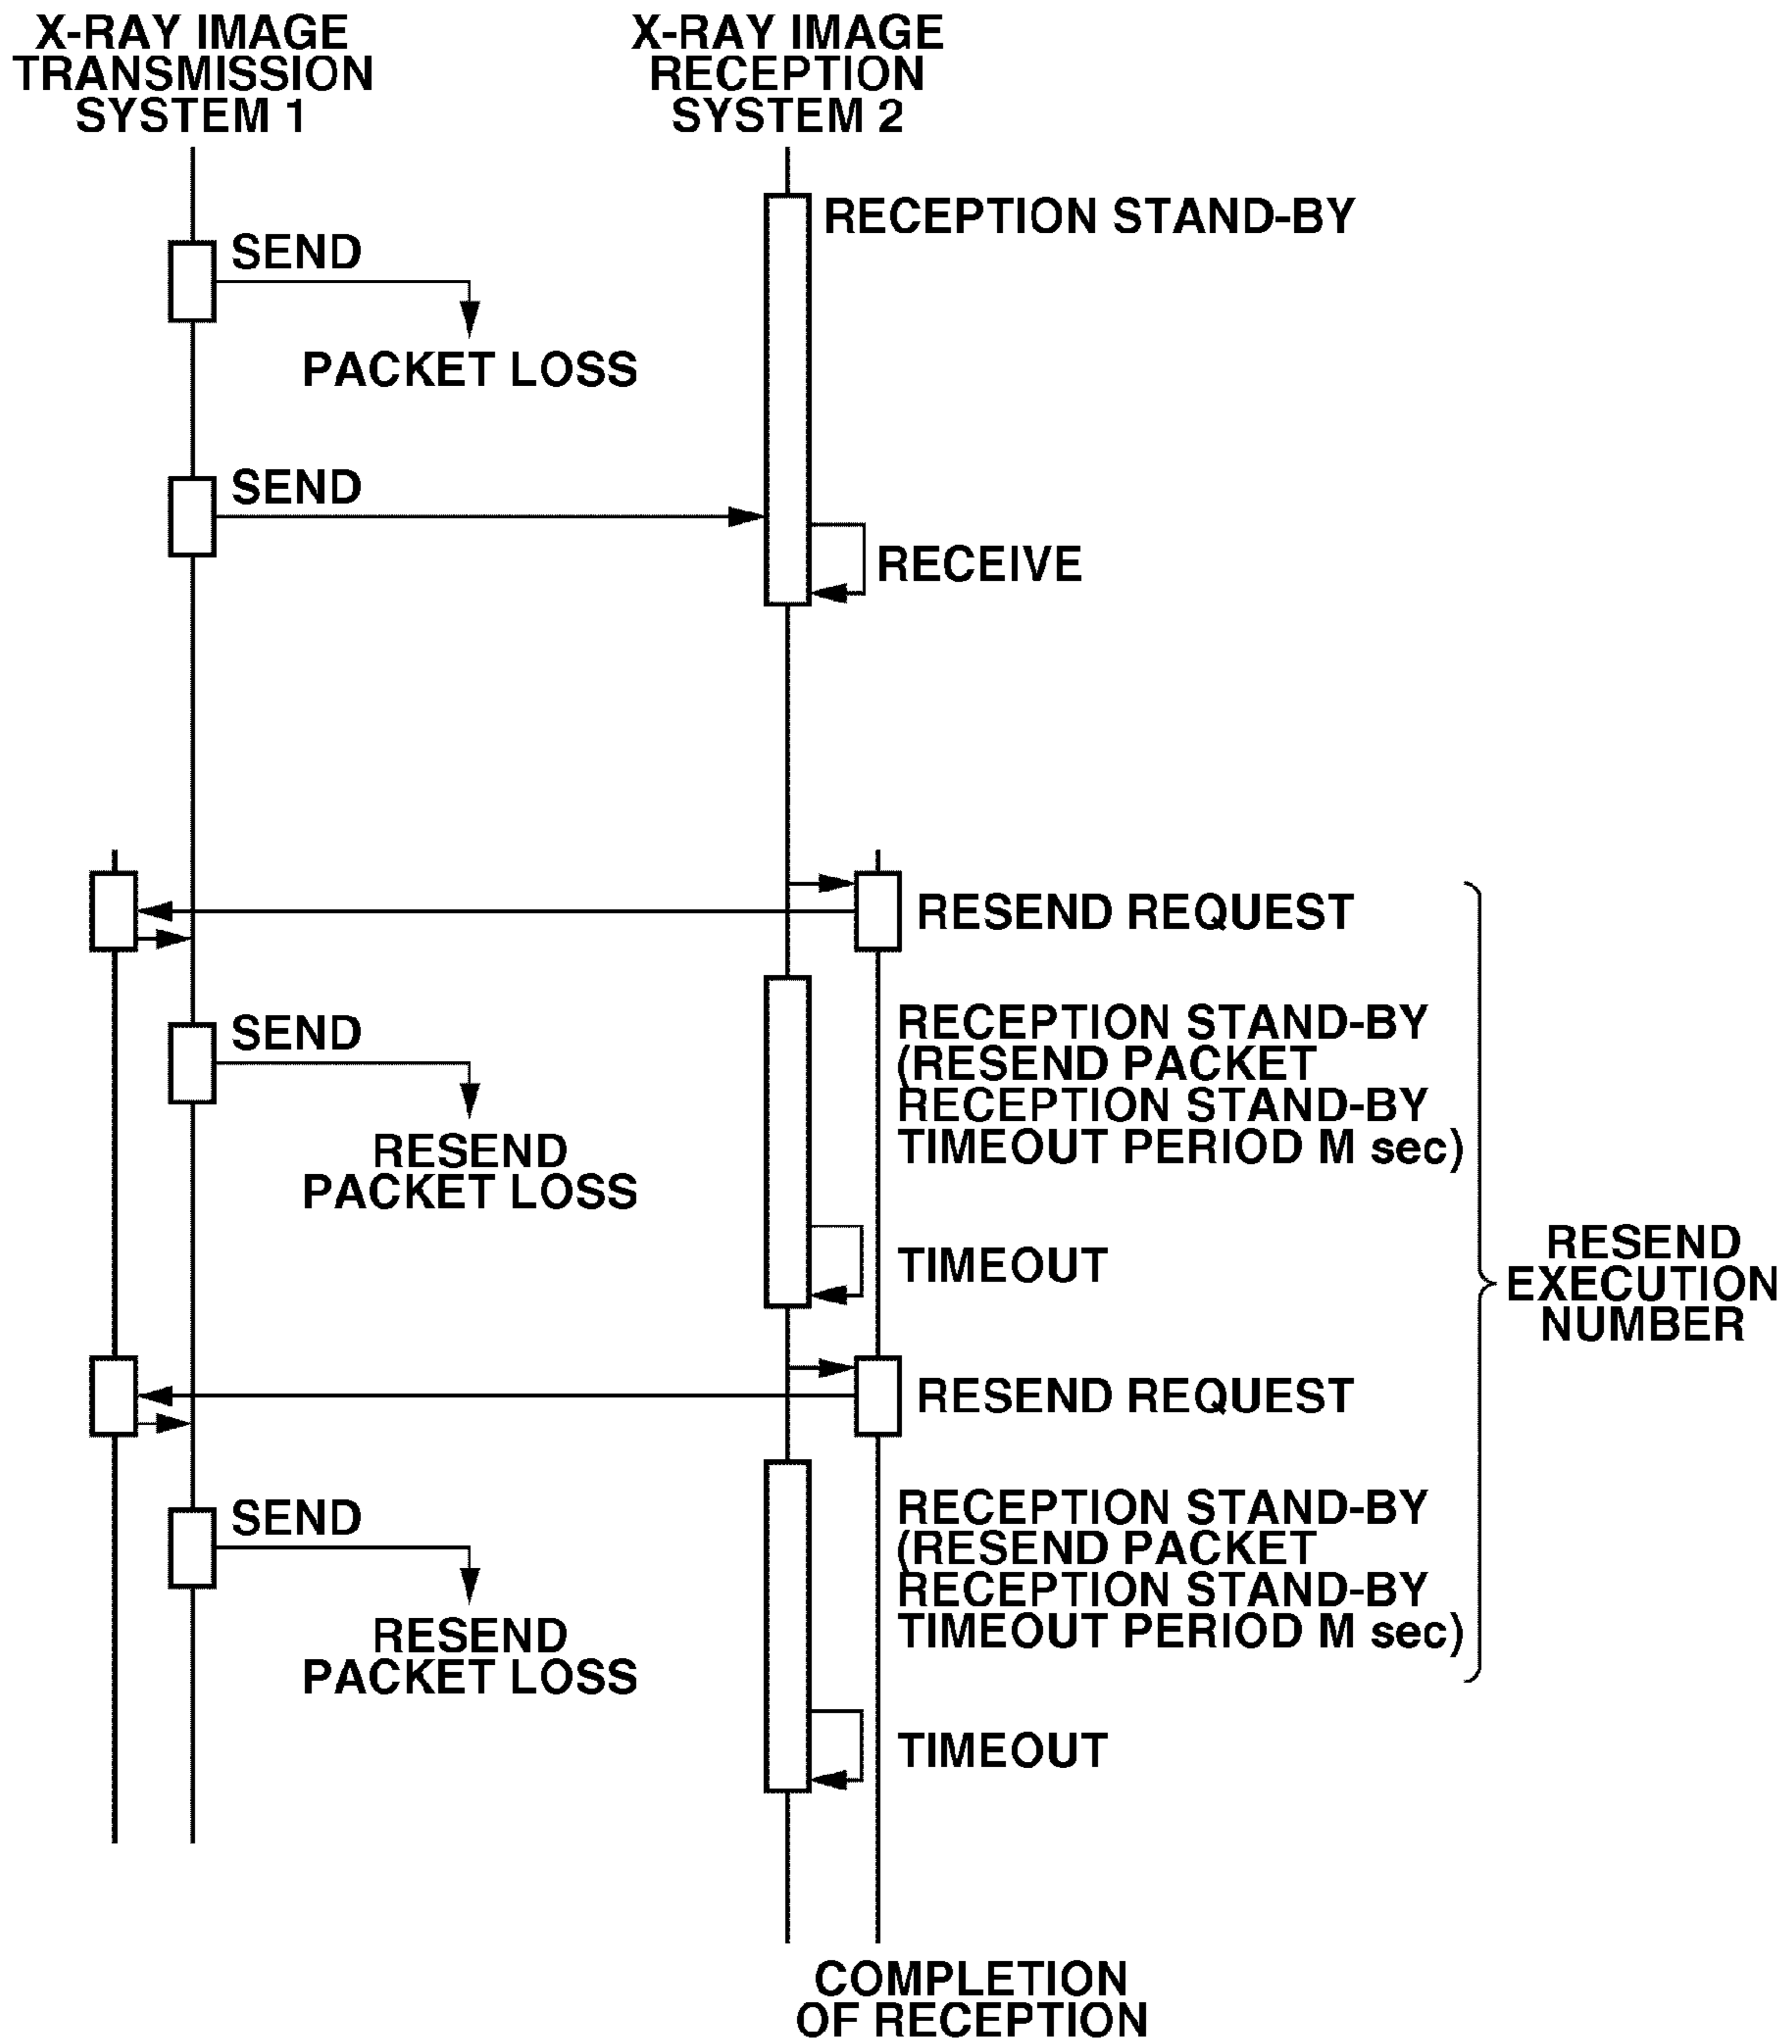 X-RAY IMAGE
TRANSMISSION
SYSTEM 1
X-RAY IMAGE
RECEPTION
SYSTEM 2
RECEPTION STAND-BY
SEND
PACKET LOSS
SEND
RECEIVE
RESEND REQUEST
SEND
RECEPTION STAND-BY
(RESEND PACKET
RECEPTION STAND-BY
TIMEOUT PERIOD M sec)
RESEND
PACKET LOSS
TIMEOUT
RESEND
EXECUTION
NUMBER
RESEND REQUEST
SEND
RECEPTION STAND-BY
(RESEND PACKET
RECEPTION STAND-BY
TIMEOUT PERIOD M sec)
RESEND
PACKET LOSS
TIMEOUT
COMPLETION
OF RECEPTION